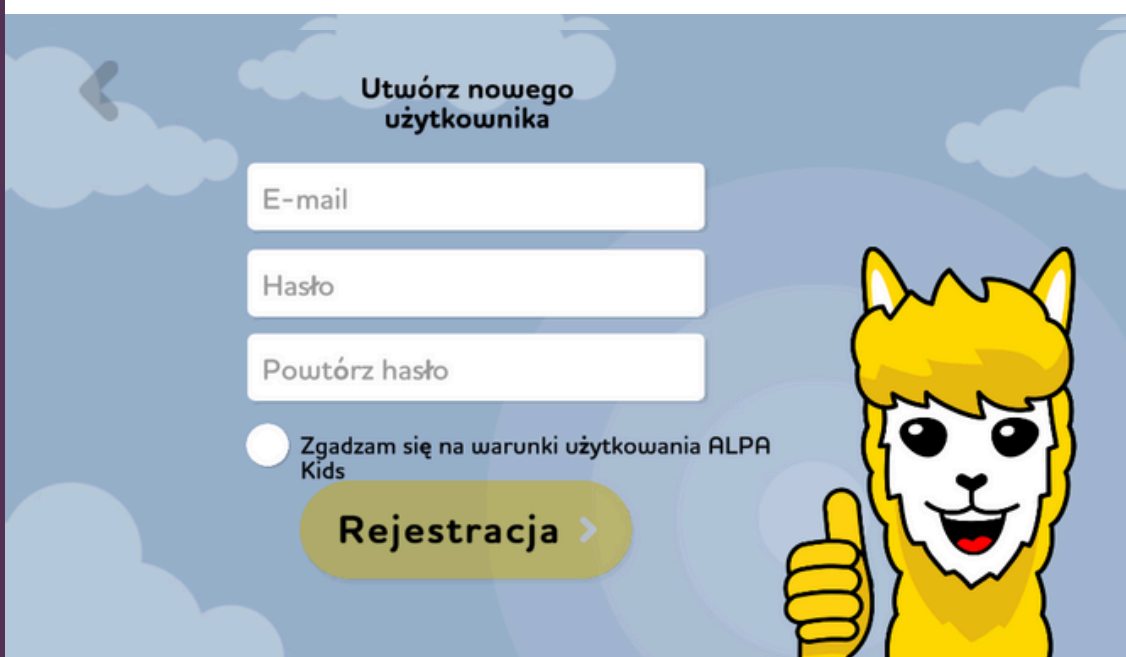 Utwórz nowego
użytkownika
E-mail
Hasło
Powtórz hasło
Zgadzam się na warunki użytkowania ALPA
Kids
Rejestracja